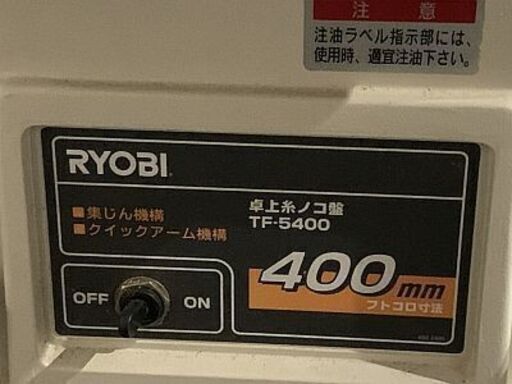 注 意
注油ラベル指示部には、
使用時、適宜注油下さい。
RYOBI
■集じん機構
■クイックアーム機構
卓上糸ノコ盤
TF-5400
400mm
フトコロ寸法
OFF
ON